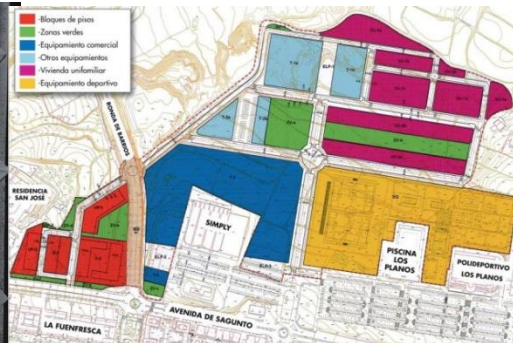 -Bloques de pisos
-Zonas verdes
-Equipamiento comercial
-Otros equipamientos
-Vivienda unifamiliar
-Equipamiento deportivo
RONDA DE BARRIOS
RESIDENCIA
SAN JOSÉ
SIMPLY
PISCINA
LOS
PLANOS
POLIDEPORTIVO
LOS PLANOS
AVENIDA DE SAGUNTO
LA FUENFRESCA